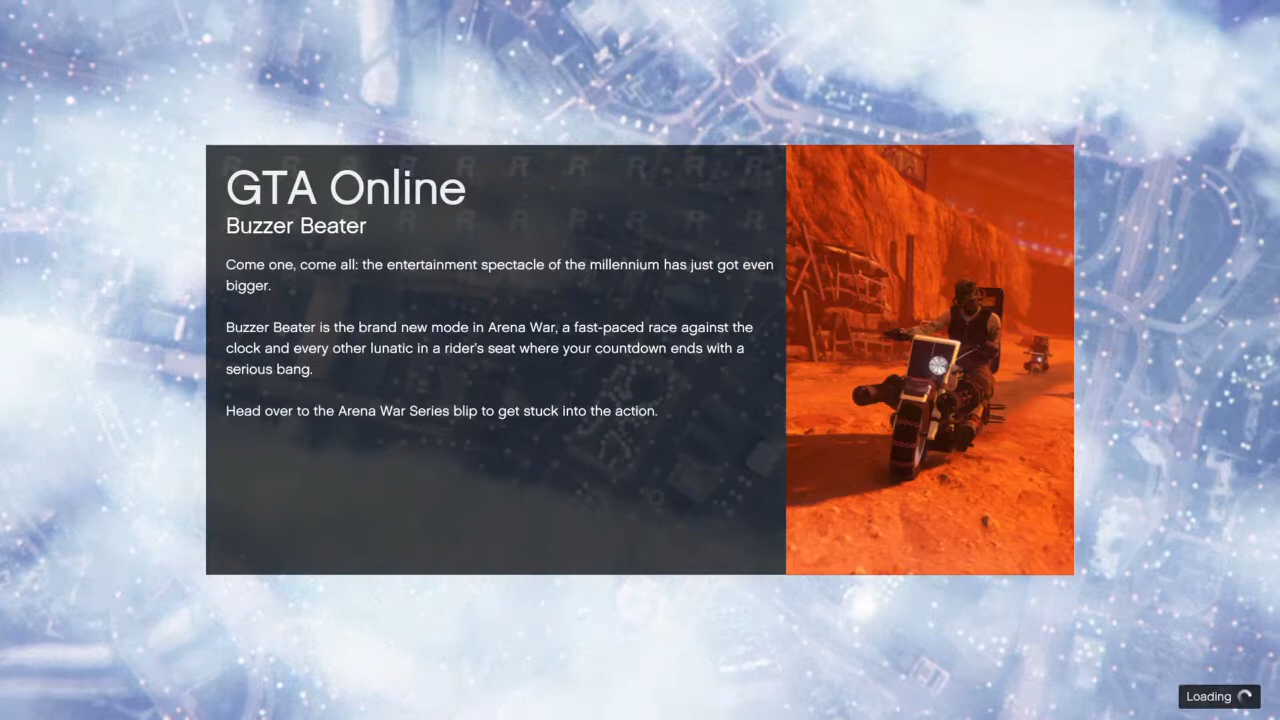 GTA Online
Buzzer Beater
Come one, come all: the entertainment spectacle of the millennium has just got even
bigger.
Buzzer Beater is the brand new mode in Arena War, a fast-paced race against the
clock and every other lunatic in a rider's seat where your countdown ends with a
serious bang.
Head over to the Arena War Series blip to get stuck into the action.
Loading